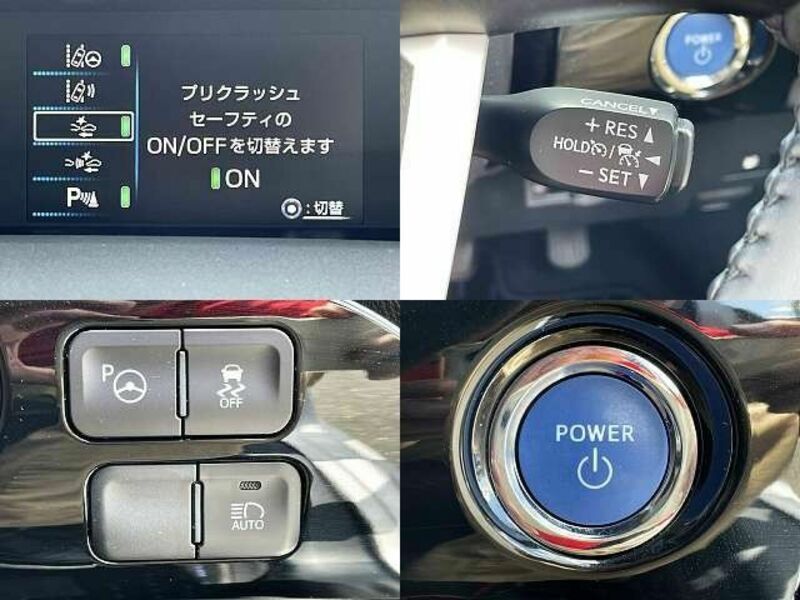 プリクラッシュ
セーフティの
ON/OFFを切替えます
ON
:切替
P
POWER
CANCEL▼
+RES▲
HOLD / ◀
−SET▼
P
OFF
AUTO
POWER